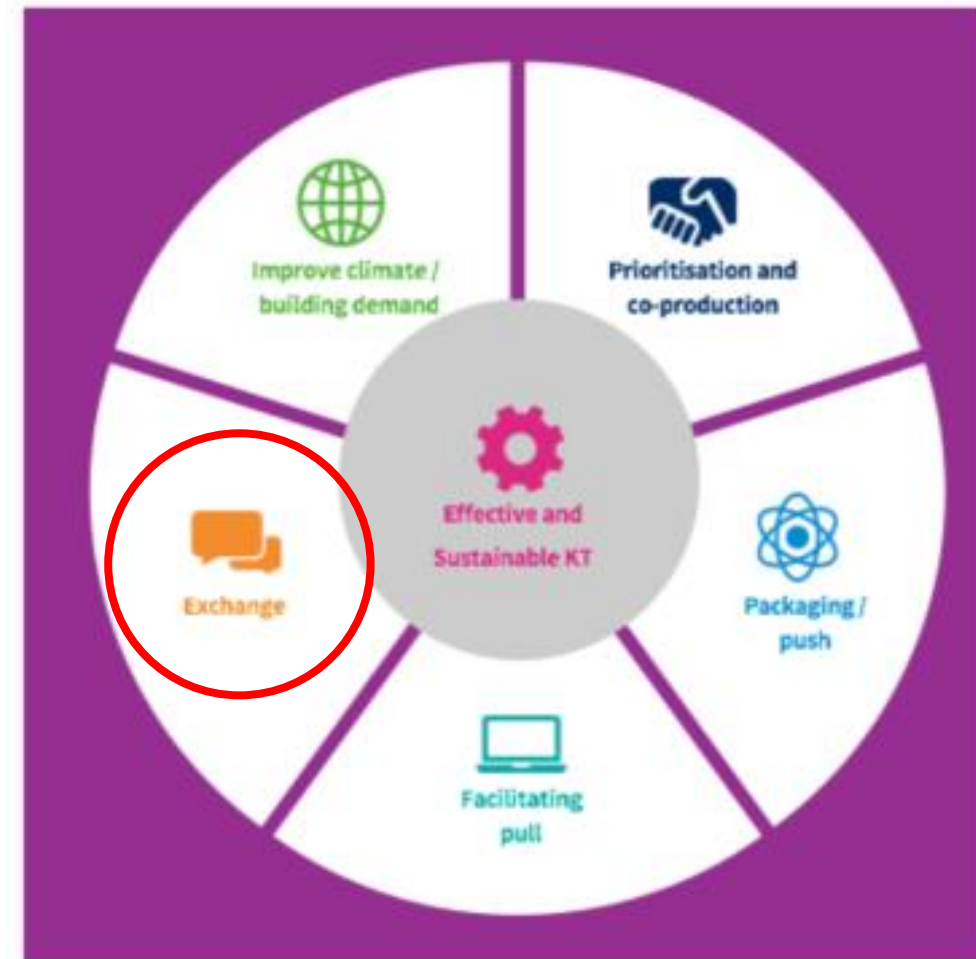 Improve climate /
building demand
Prioritisation and
co-production
Effective and
Sustainable KT
Exchange
Packaging /
push
Facilitating
pull